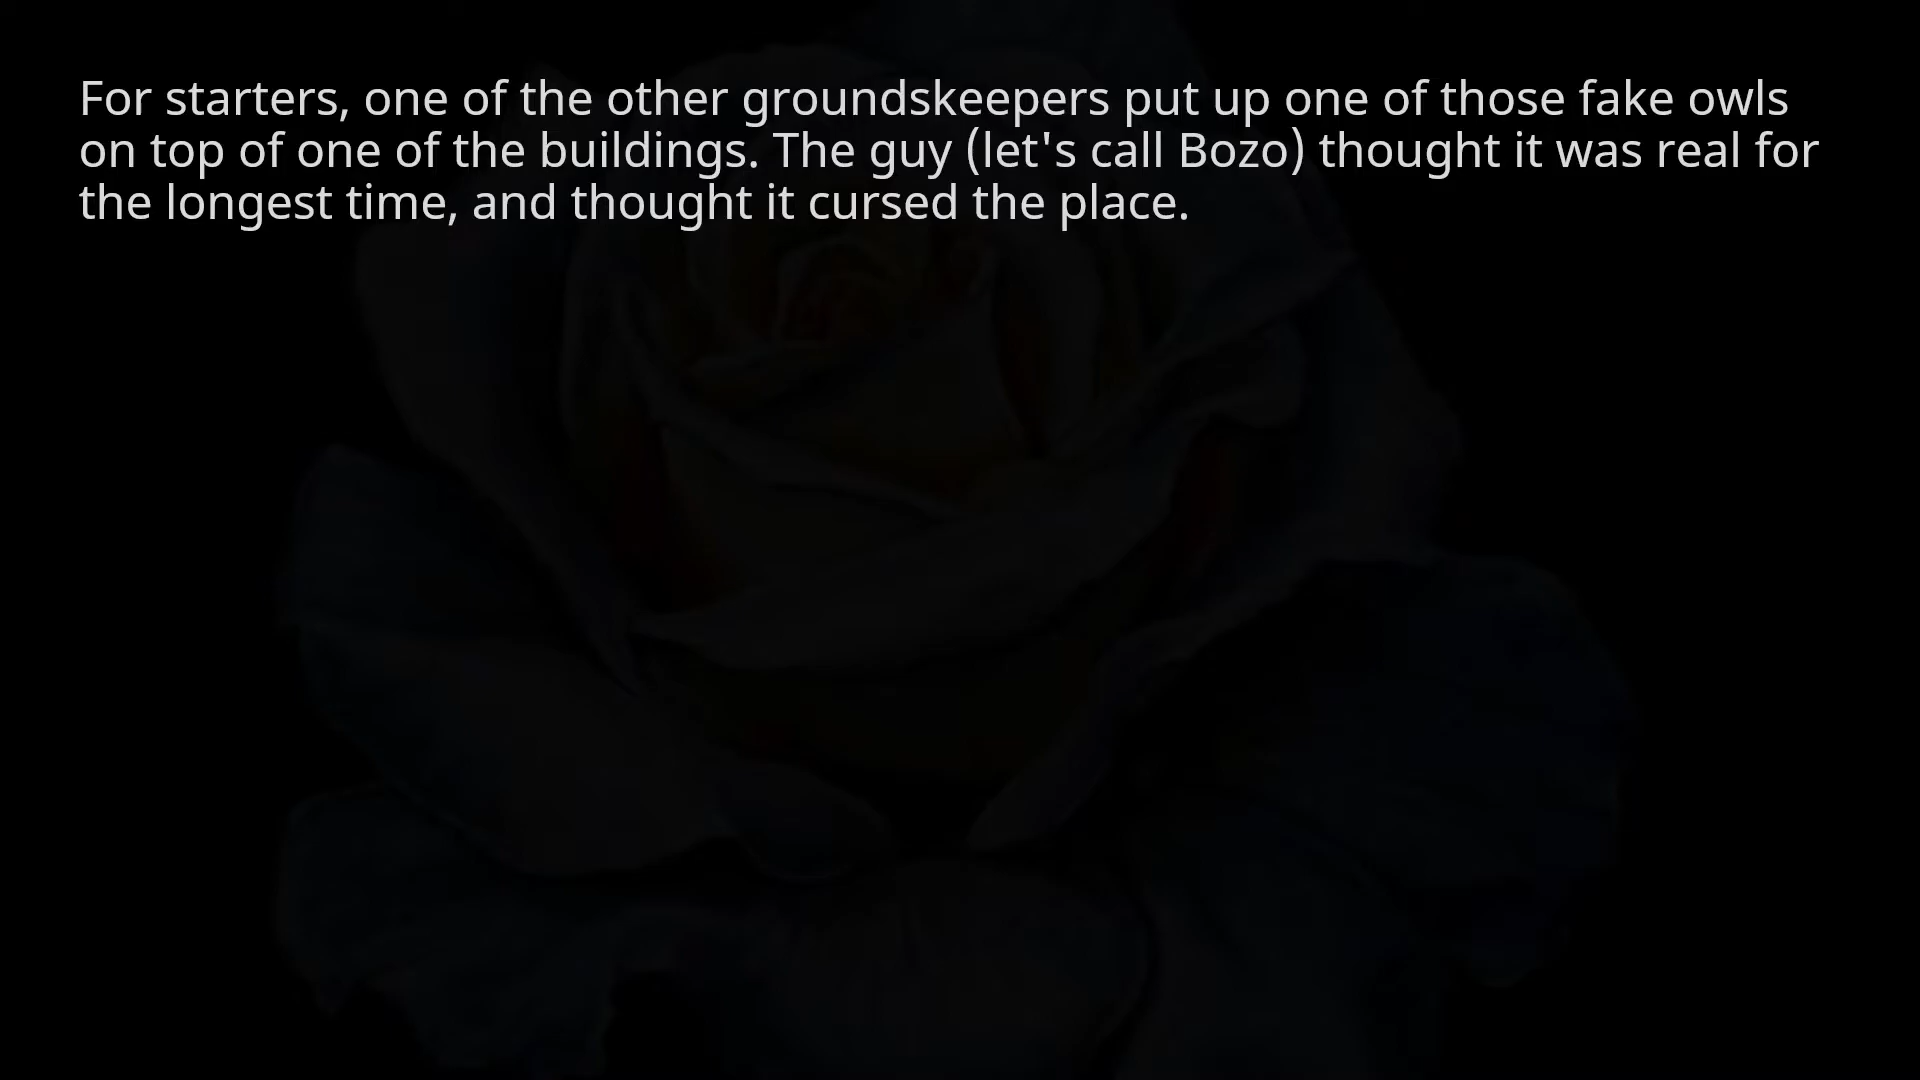 For starters, one of the other groundskeepers put up one of those fake owls
on top of one of the buildings. The guy (let's call Bozo) thought it was real for
the longest time, and thought it cursed the place.